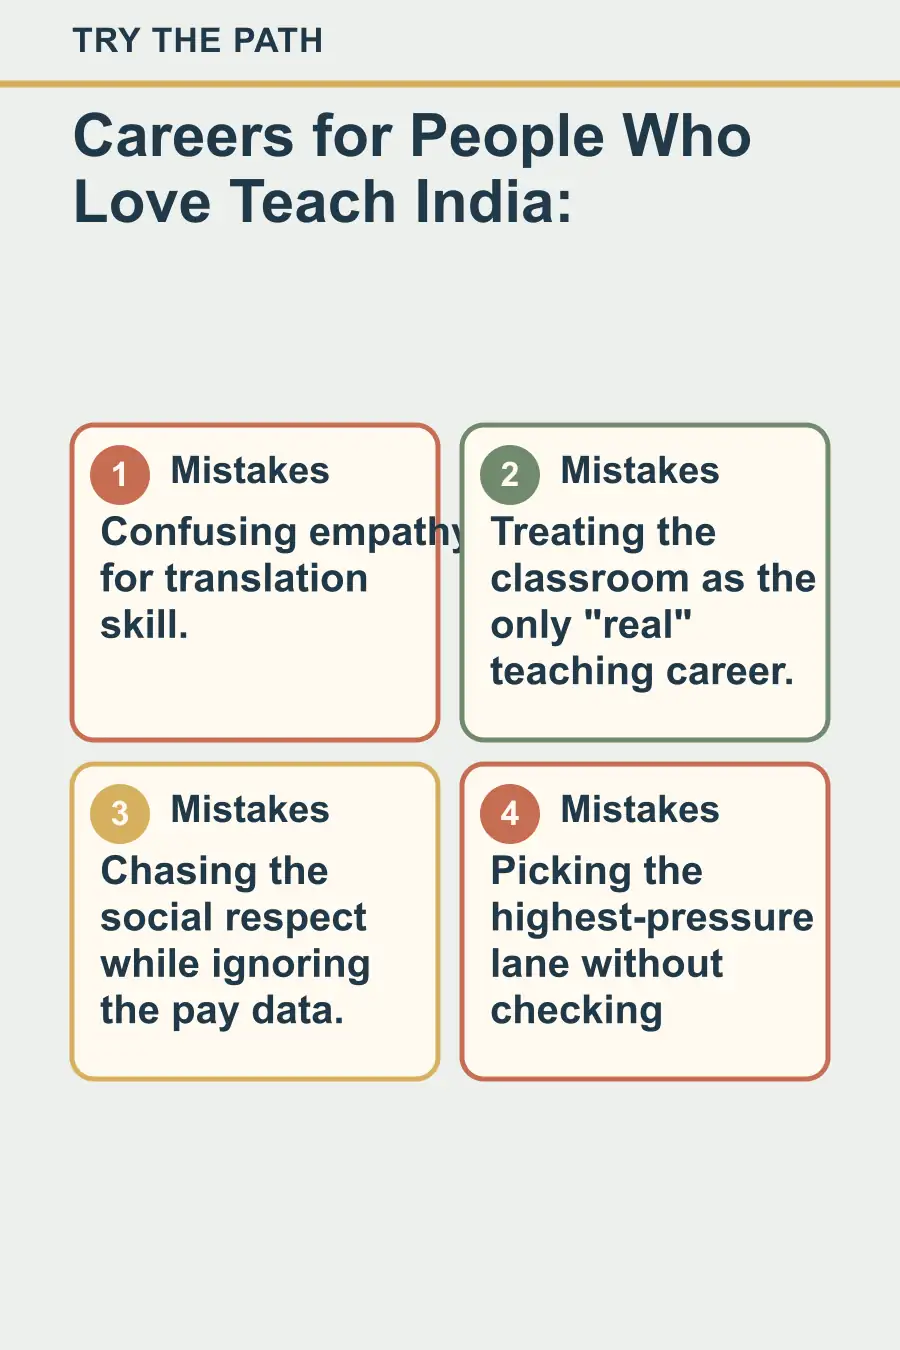 TRY THE PATH
Careers for People Who
Love Teach India:
1 Mistakes
Confusing empathy
for translation
skill.
2 Mistakes
Treating the
classroom as the
only "real"
teaching career.
3 Mistakes
Chasing the
social respect
while ignoring
the pay data.
4 Mistakes
Picking the
highest-pressure
lane without
checking